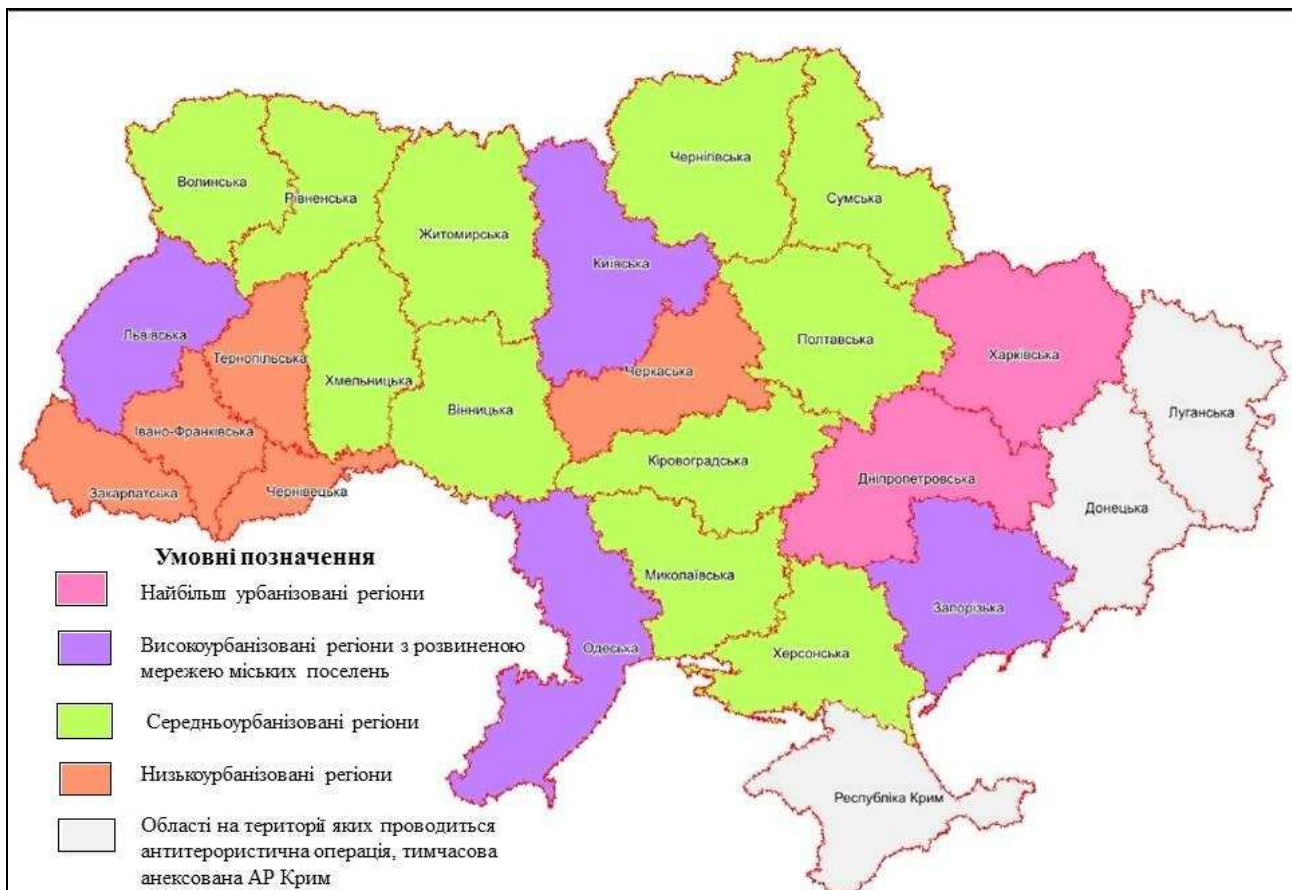 Чернігівська
Сумська
Волинська
Рівненська
Житомирська
Київська
Львівська
Тернопільська
Хмельницька
Вінницька
Черкаська
Полтавська
Харківська
Луганська
Івано-Франківська
Закарпатська
Чернівецька
Кіровоградська
Дніпропетровська
Донецька
Миколаївська
Запорізька
Одеська
Херсонська
Республіка Крим
Умовні позначення
Найбільш урбанізовані регіони
Високоурбанізовані регіони з розвиненою
мережею міських поселень
Середньоурбанізовані регіони
Низькоурбанізовані регіони
Області на території яких проводиться
антитерористична операція, тимчасова
анексована АР Крим